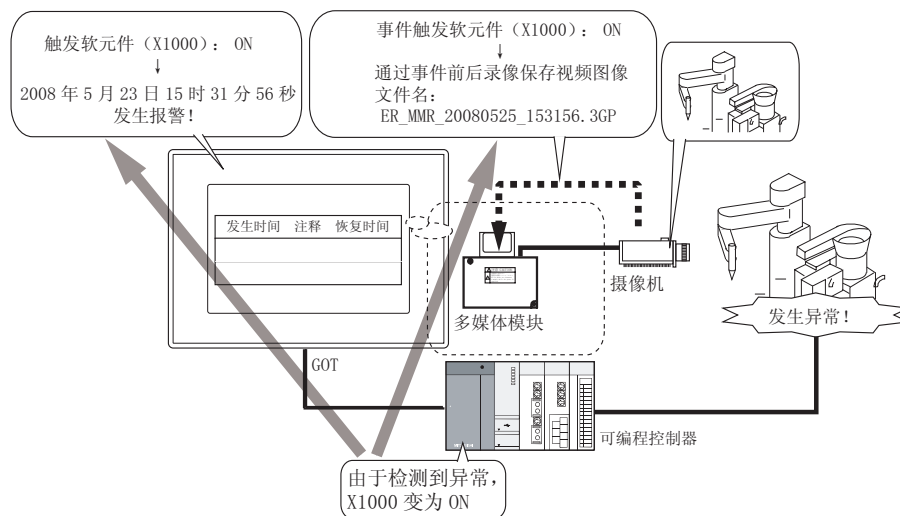 触发软元件（X1000）：ON
↓
2008 年 5 月 23 日 15 时 31 分 56 秒
发生报警！
事件触发软元件（X1000）：ON
↓
通过事件前后录像保存视频图像
文件名：
ER_MMR_20080525_153156.3GP
发生时间 注释 恢复时间
摄像机
多媒体模块
发生异常！
GOT
可编程控制器
由于检测到异常，
X1000 变为 ON